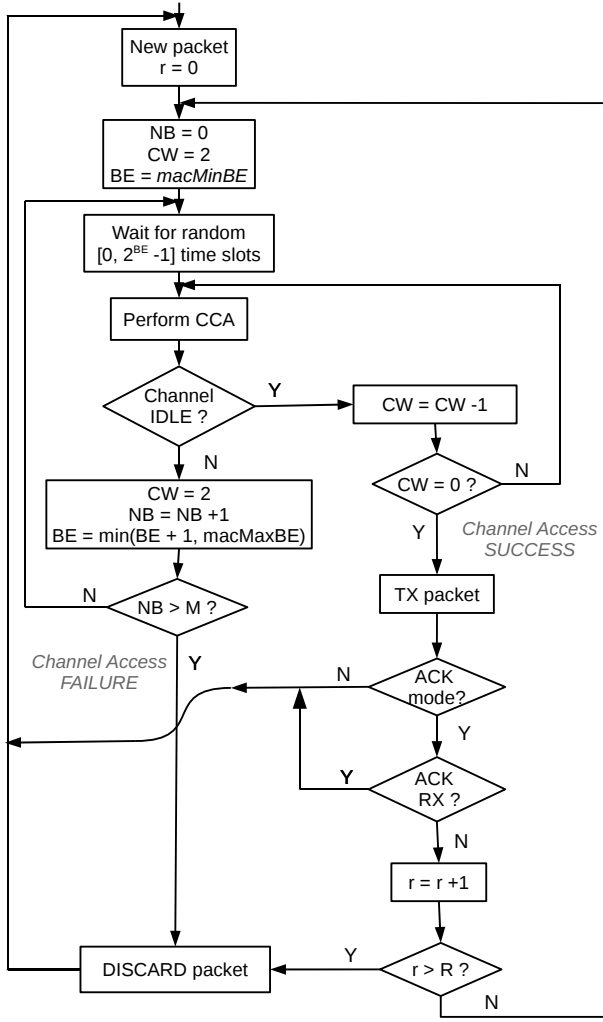 New packet
r = 0
NB = 0
CW = 2
BE = macMinBE
Wait for random
[0, 2^BE -1] time slots
Perform CCA
Channel
IDLE ?
Y
CW = CW -1
N
CW = 0 ?
N
CW = 2
NB = NB +1
BE = min(BE + 1, macMaxBE)
Y
Channel Access
SUCCESS
N
NB > M ?
TX packet
Channel Access
FAILURE
Y
N
ACK
mode?
Y
Y
ACK
RX ?
N
r = r +1
DISCARD packet
Y
r > R ?
N